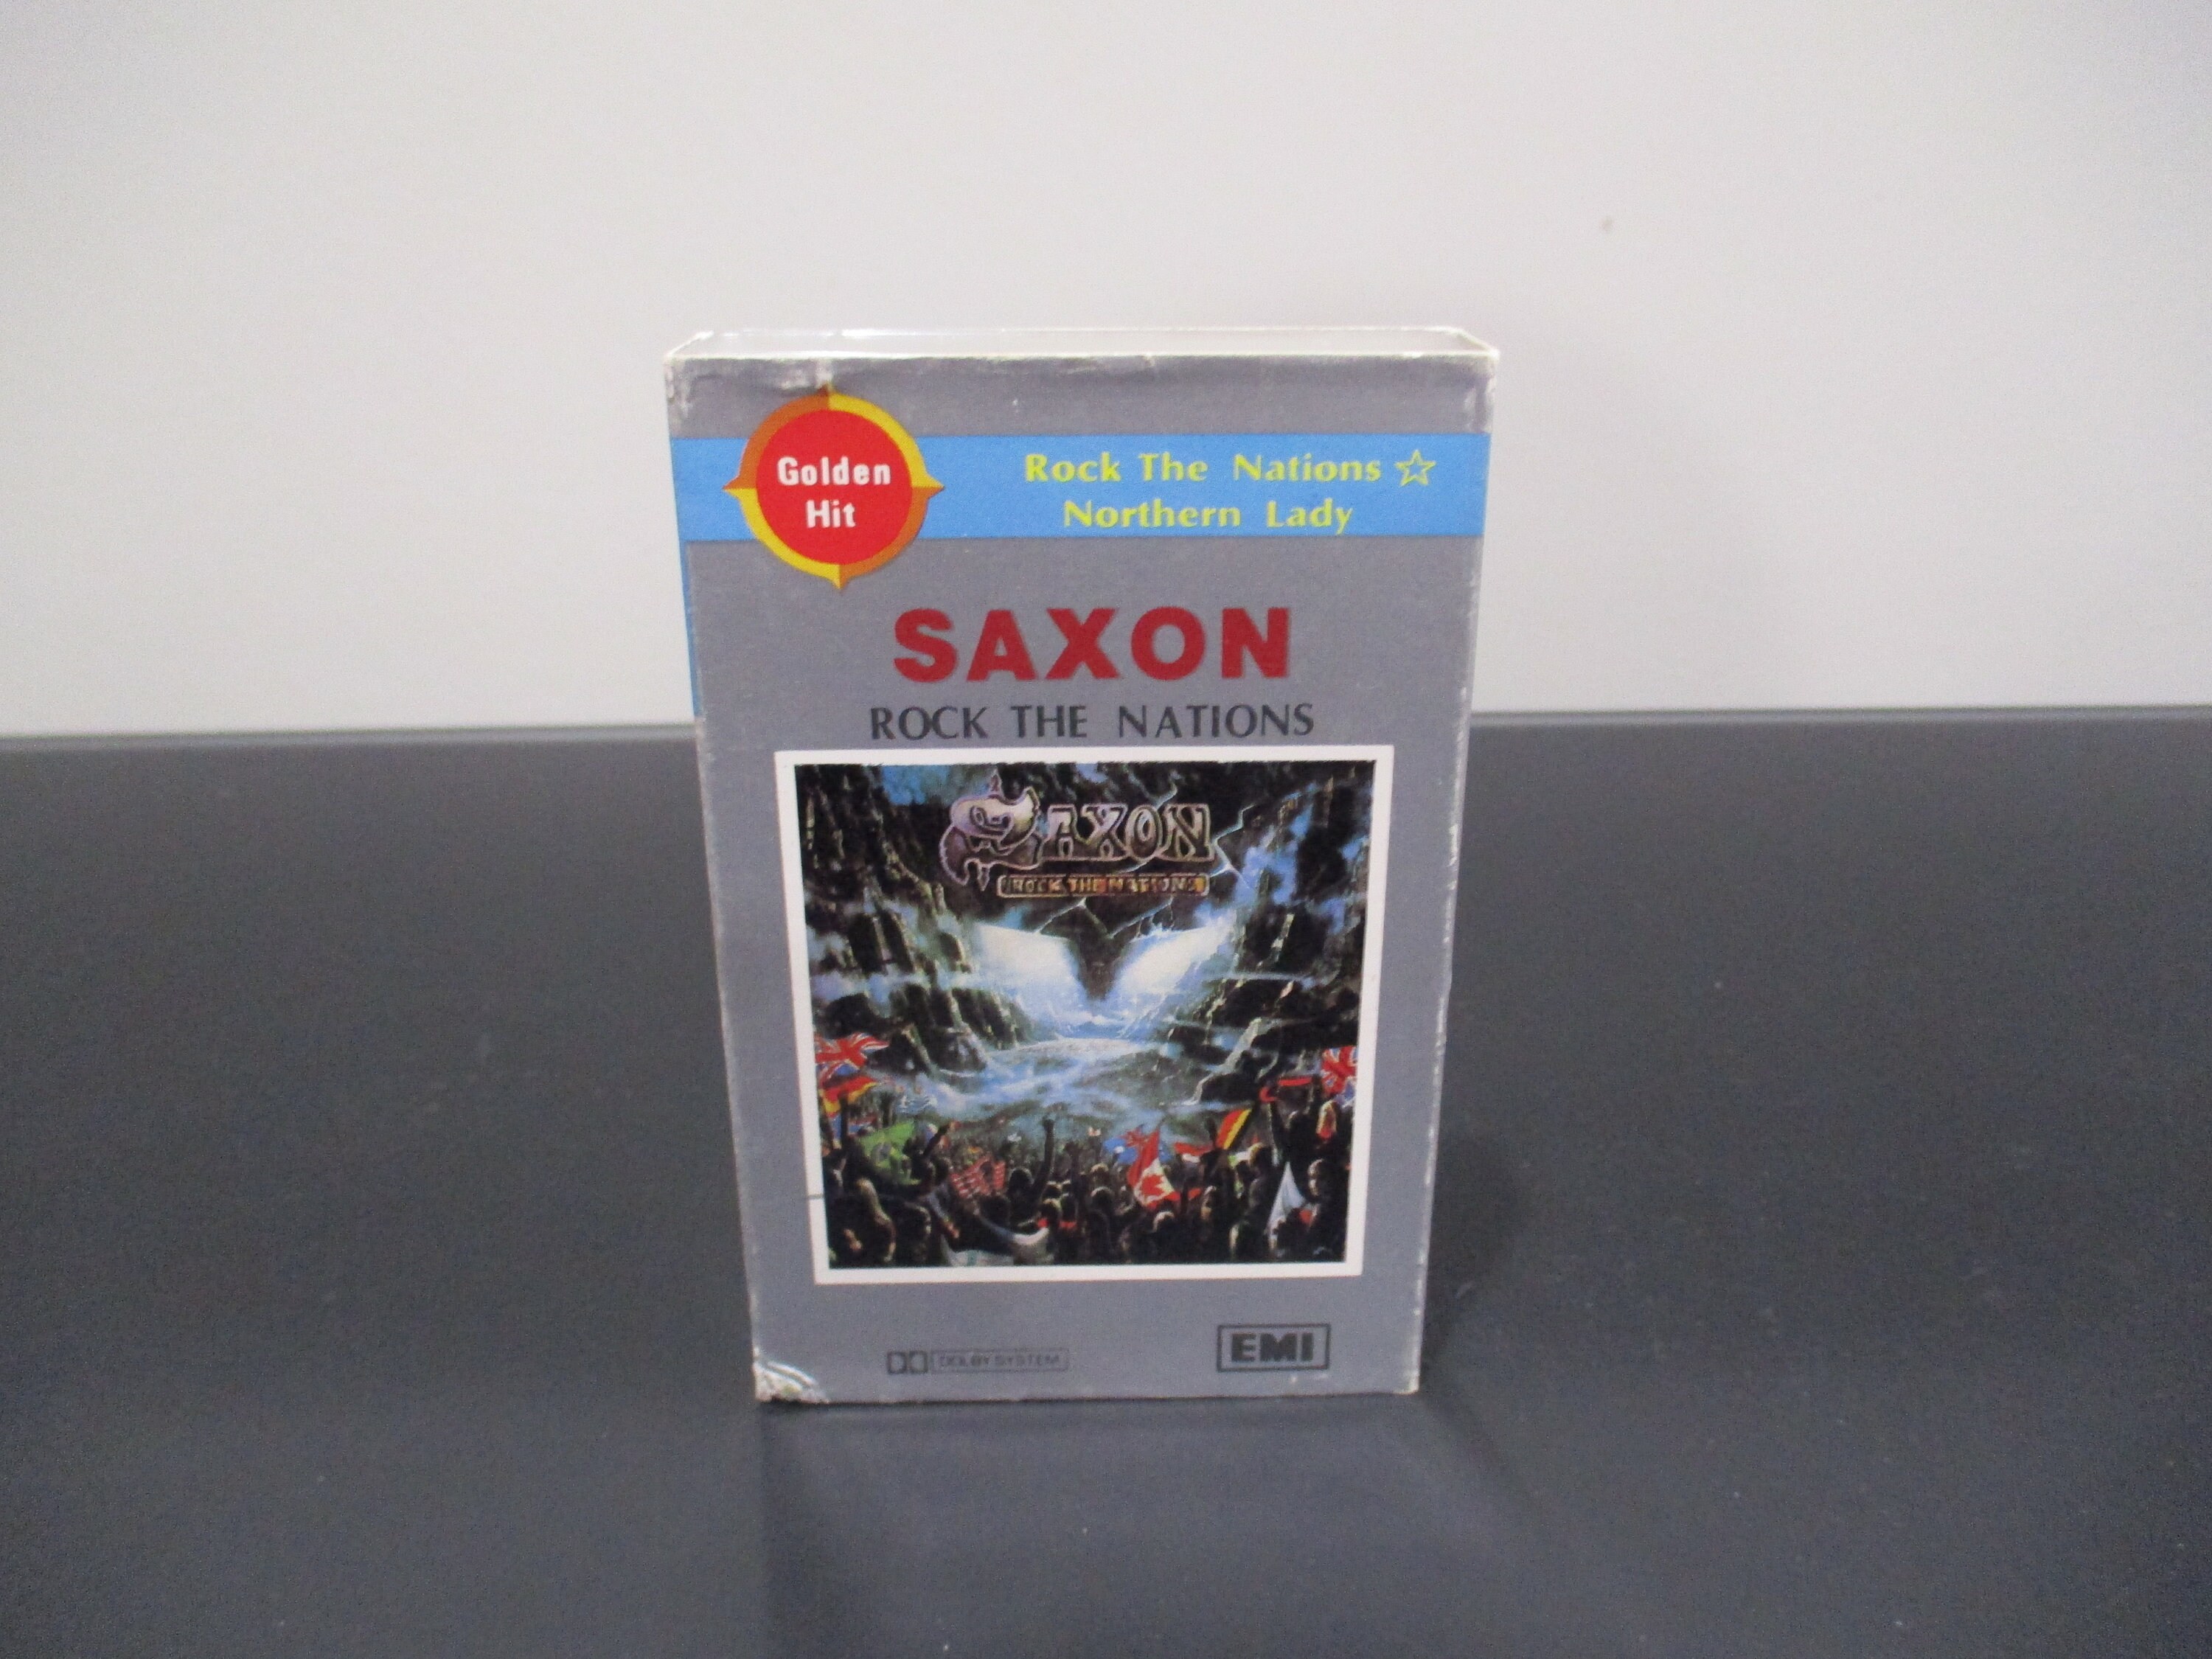 Golden
Hit
Rock The Nations ☆
Northern Lady
SAXON
ROCK THE NATIONS
SAXON
ROCK THE NATIONS
DOLBY SYSTEM
EMI